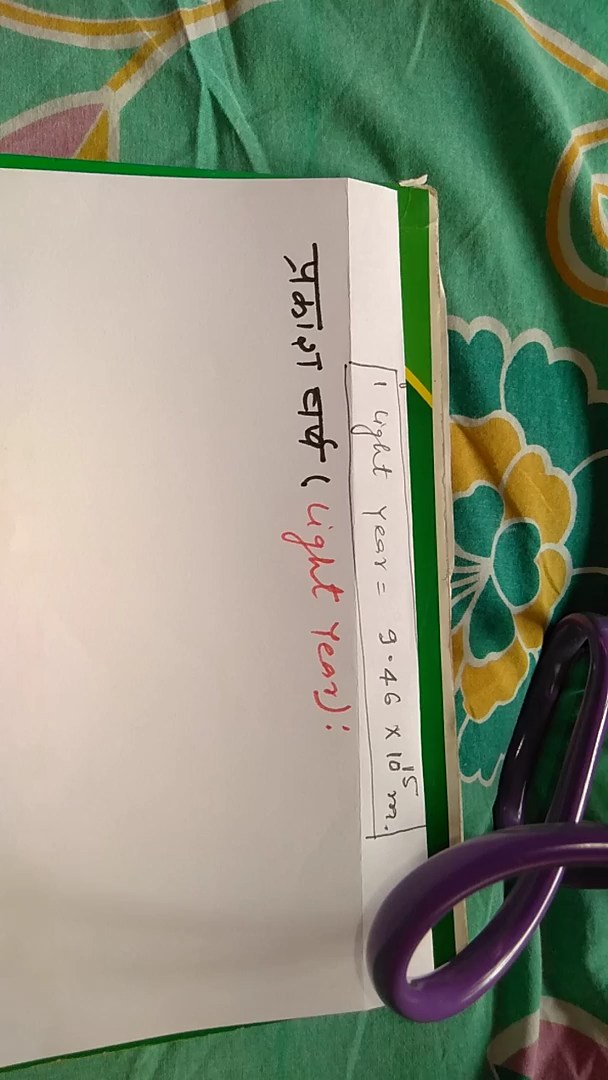 1 Light Year = 9.46 × 10¹⁵ m.
प्रकाश वर्ष (Light Year):